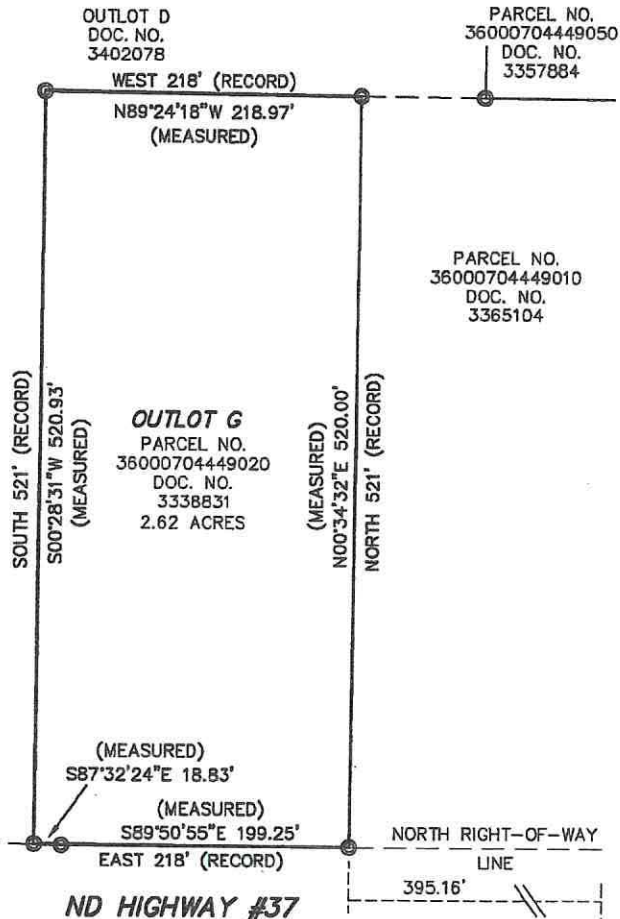 OUTLOT D
DOC. NO.
3402078
PARCEL NO.
36000704449050
DOC. NO.
3357884
WEST 218' (RECORD)
N89°24'18"W 218.97'
(MEASURED)
PARCEL NO.
36000704449010
DOC. NO.
3365104
SOUTH 521' (RECORD)
S00°28'31"W 520.93'
(MEASURED)
OUTLOT G
PARCEL NO.
36000704449020
DOC. NO.
3338831
2.62 ACRES
(MEASURED)
N00°34'32"E 520.00'
NORTH 521' (RECORD)
(MEASURED)
S87°32'24"E 18.83'
(MEASURED)
S89°50'55"E 199.25'
EAST 218' (RECORD)
NORTH RIGHT-OF-WAY
LINE
395.16'
ND HIGHWAY #37